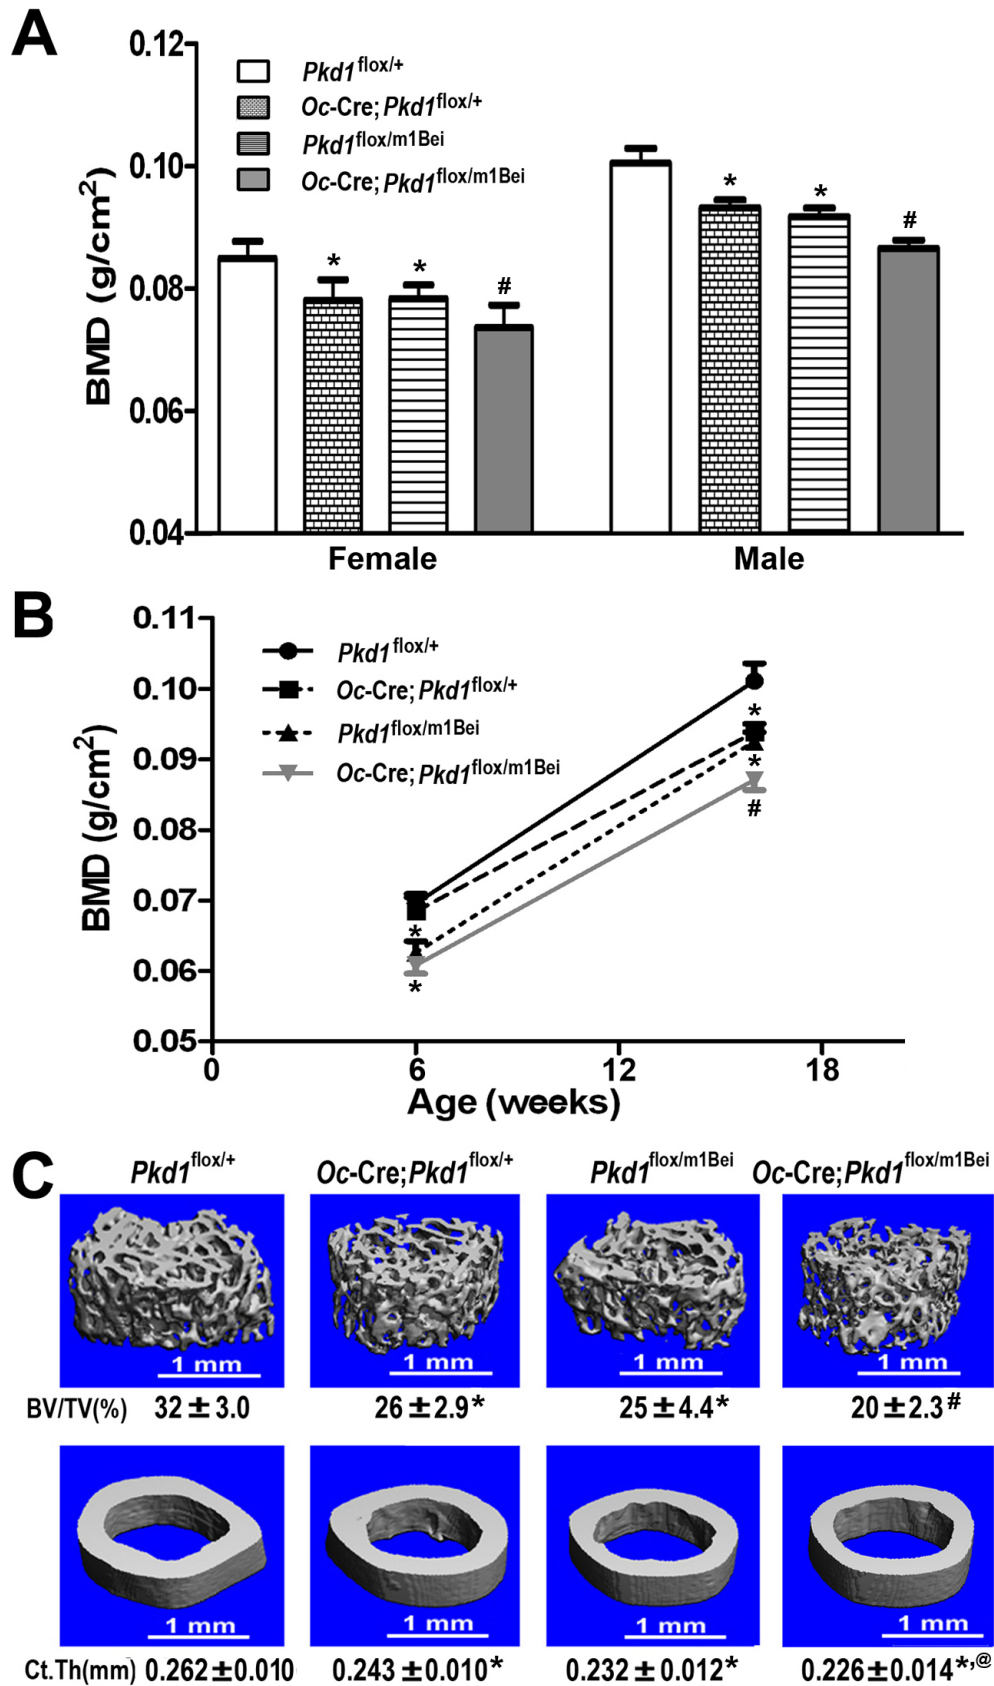 A
0.12
Pkd1flox/+
Oc-Cre;Pkd1flox/+
Pkd1flox/m1Bei
Oc-Cre;Pkd1flox/m1Bei
0.10
0.08
0.06
0.04
BMD (g/cm2)
* * #
* * #
Female Male
B
0.11
Pkd1flox/+
Oc-Cre;Pkd1flox/+
Pkd1flox/m1Bei
Oc-Cre;Pkd1flox/m1Bei
0.10
0.09
0.08
0.07
0.06
0.05
BMD (g/cm2)
*
*
#
*
*
0 6 12 18
Age (weeks)
C
Pkd1flox/+ Oc-Cre;Pkd1flox/+ Pkd1flox/m1Bei Oc-Cre;Pkd1flox/m1Bei
1 mm 1 mm 1 mm 1 mm
BV/TV(%) 32±3.0 26±2.9* 25±4.4* 20±2.3#
1 mm 1 mm 1 mm 1 mm
Ct.Th(mm) 0.262±0.010 0.243±0.010* 0.232±0.012* 0.226±0.014*,@